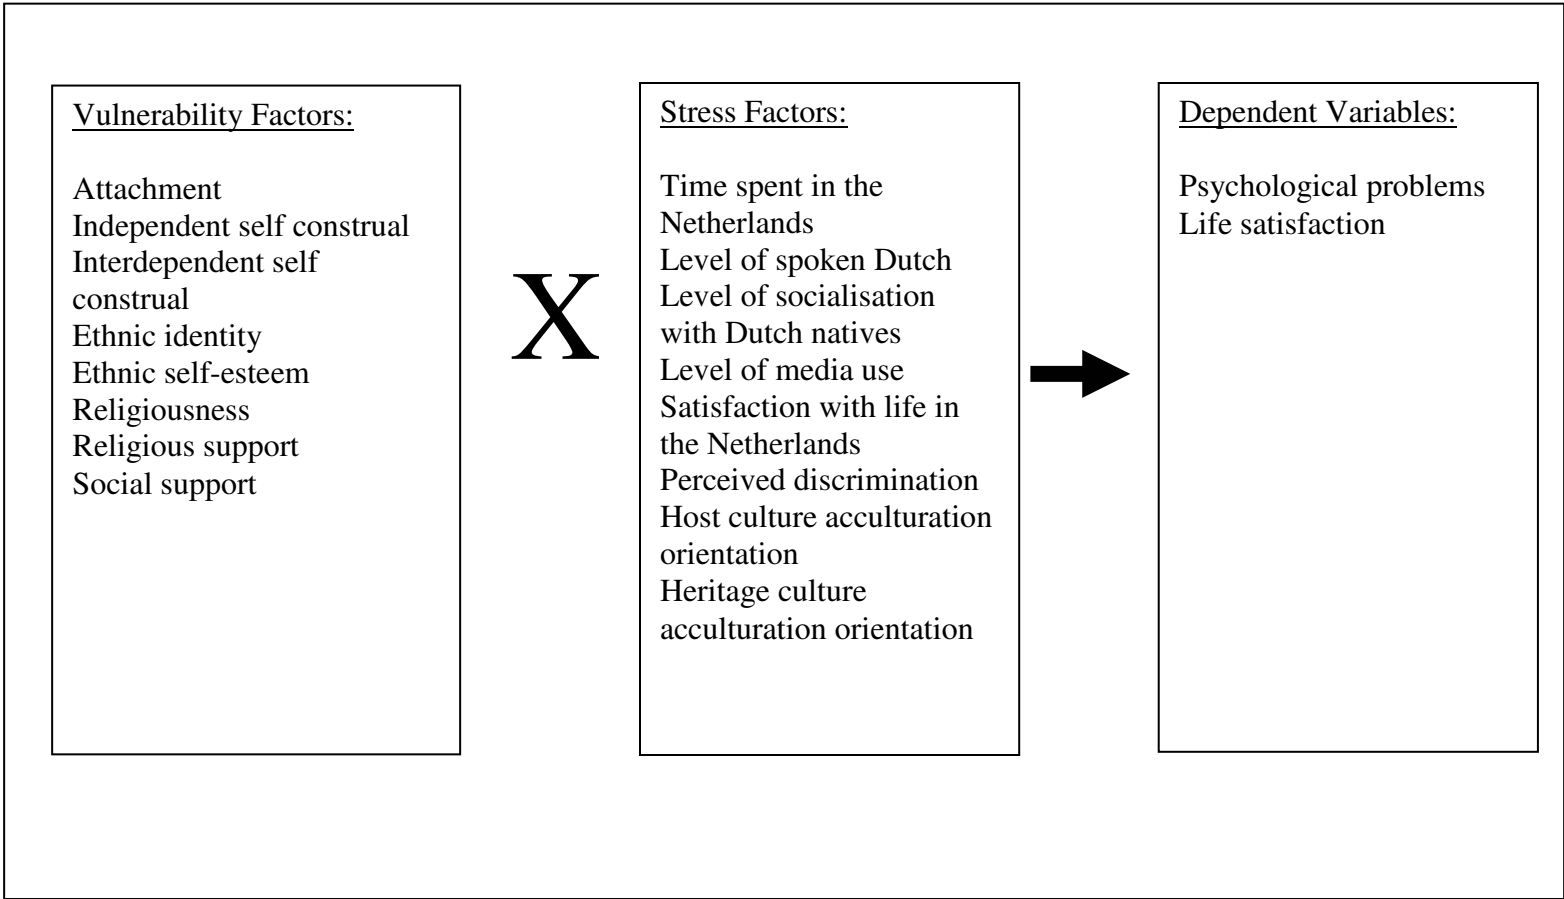 Vulnerability Factors:
Attachment
Independent self construal
Interdependent self
construal
Ethnic identity
Ethnic self-esteem
Religiousness
Religious support
Social support
X
Stress Factors:
Time spent in the
Netherlands
Level of spoken Dutch
Level of socialisation
with Dutch natives
Level of media use
Satisfaction with life in
the Netherlands
Perceived discrimination
Host culture acculturation
orientation
Heritage culture
acculturation orientation
Dependent Variables:
Psychological problems
Life satisfaction